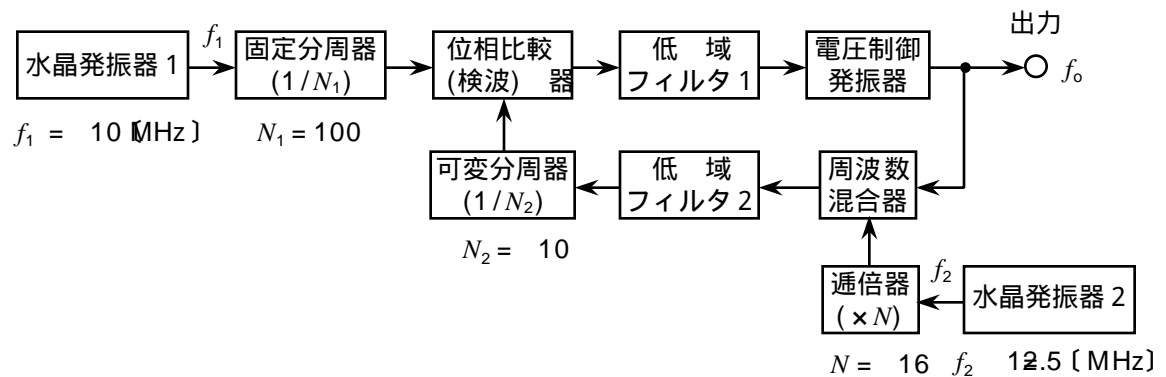 出力
水晶発振器 1
f₁
固定分周器
(1/N₁)
位相比較
(検波) 器
低 域
フィルタ 1
電圧制御
発振器
fₒ
f₁ = 10〔MHz〕
N₁ = 100
可変分周器
(1/N₂)
低 域
フィルタ 2
周波数
混合器
N₂ = 10
逓倍器
(×N)
f₂
水晶発振器 2
N = 16
f₂ = 12.5〔MHz〕